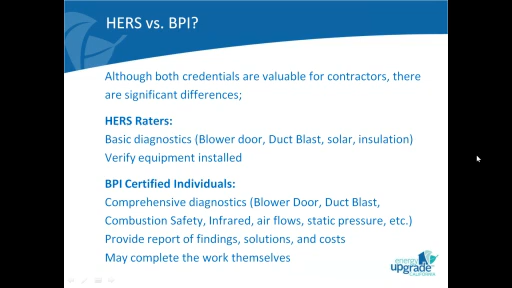 HERS vs. BPI?
Although both credentials are valuable for contractors, there
are significant differences;
HERS Raters:
Basic diagnostics (Blower door, Duct Blast, solar, insulation)
Verify equipment installed
BPI Certified Individuals:
Comprehensive diagnostics (Blower Door, Duct Blast,
Combustion Safety, Infrared, air flows, static pressure, etc.)
Provide report of findings, solutions, and costs
May complete the work themselves
energy
upgrade
CALIFORNIA